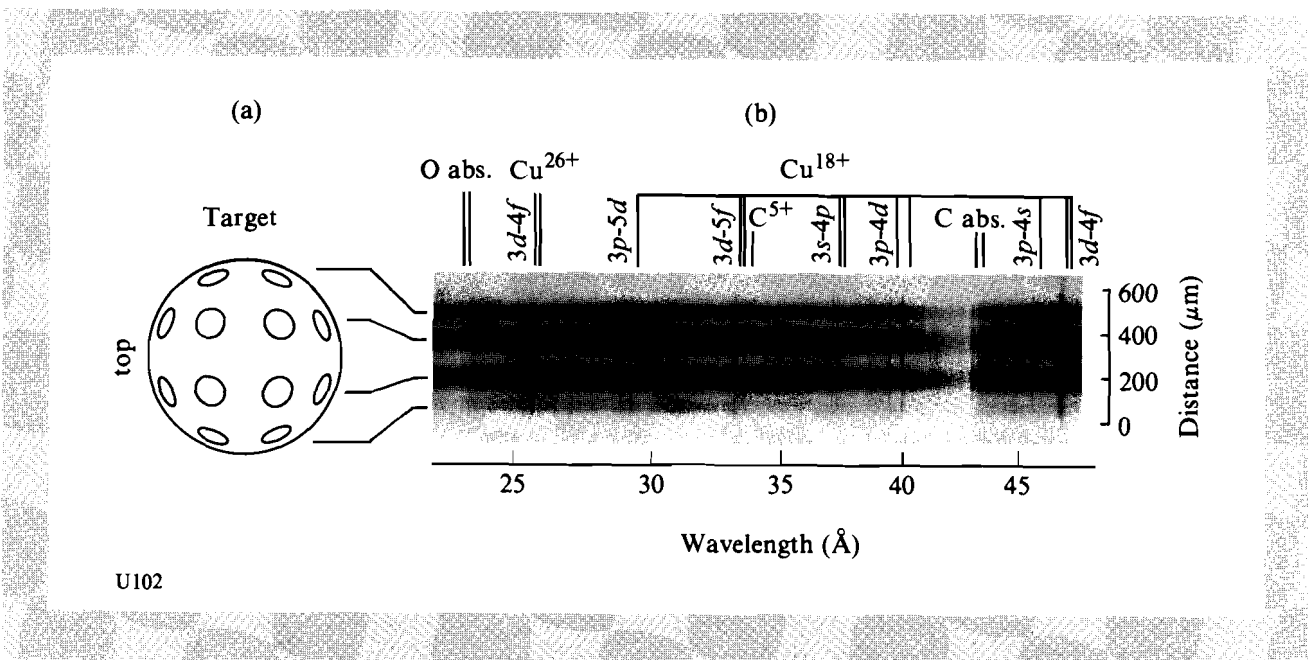 (a)
(b)
O abs. Cu²⁶⁺ Cu¹⁸⁺
Target
3d-4f
3p-5d
3d-5f
C⁵⁺
3s-4p
3p-4d
C abs.
3p-4s
3d-4f
top
600
400
200
0
Distance (μm)
25 30 35 40 45
Wavelength (Å)
U102